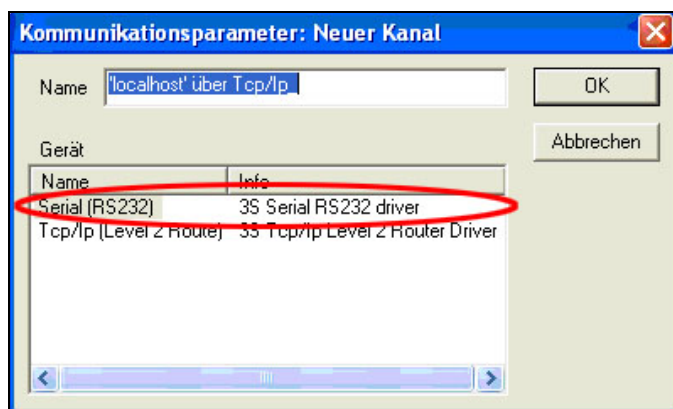 Kommunikationsparameter: Neuer Kanal
Name 'localhost' über Tcp/Ip_ OK
Abbrechen
Gerät
Name Info
Serial (RS232) 3S Serial RS232 driver
Tcp/Ip (Level 2 Route) 3S Tcp/Ip Level 2 Router Driver